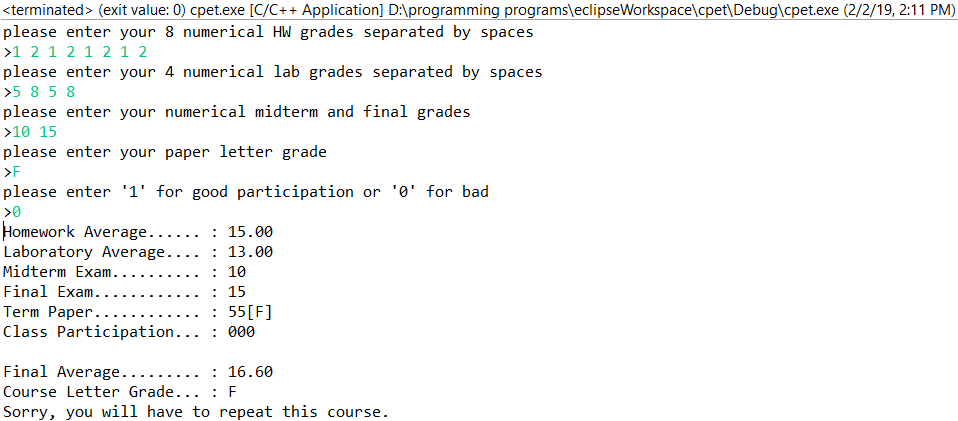 <terminated> (exit value: 0) cpet.exe [C/C++ Application] D:\programming programs\eclipseWorkspace\cpet\Debug\cpet.exe (2/2/19, 2:11 PM)
please enter your 8 numerical HW grades separated by spaces
>1 2 1 2 1 2 1 2
please enter your 4 numerical lab grades separated by spaces
>5 8 5 8
please enter your numerical midterm and final grades
>10 15
please enter your paper letter grade
>F
please enter '1' for good participation or '0' for bad
>0
Homework Average...... : 15.00
Laboratory Average.... : 13.00
Midterm Exam.......... : 10
Final Exam............ : 15
Term Paper............ : 55[F]
Class Participation... : 000
Final Average......... : 16.60
Course Letter Grade... : F
Sorry, you will have to repeat this course.